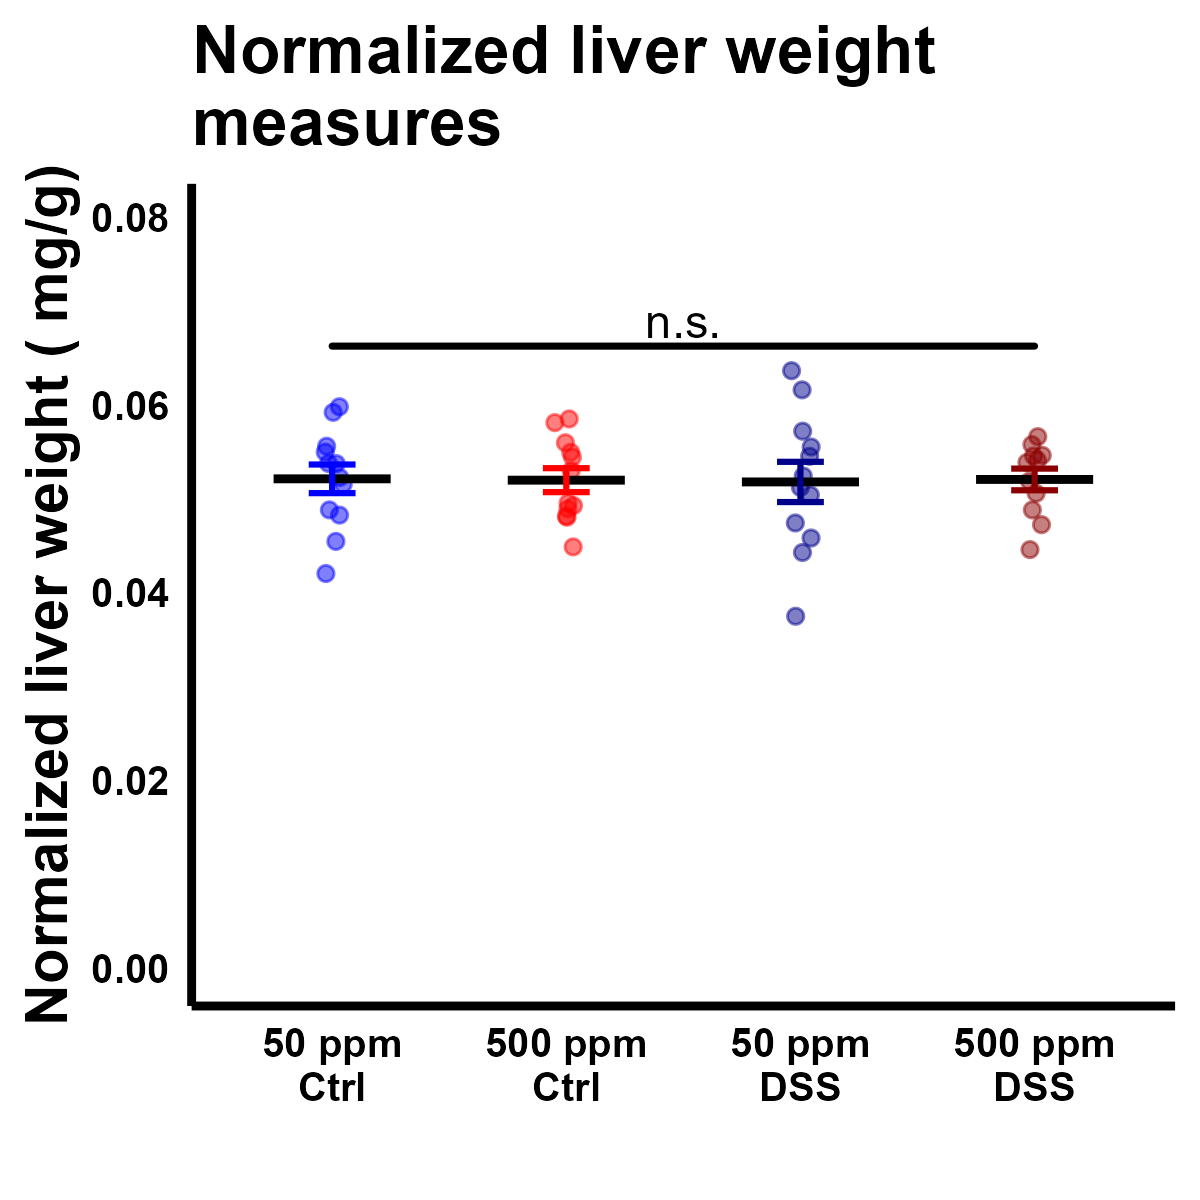 Normalized liver weight
measures
Normalized liver weight ( mg/g)
0.08
0.06
0.04
0.02
0.00
n.s.
50 ppm
Ctrl
500 ppm
Ctrl
50 ppm
DSS
500 ppm
DSS